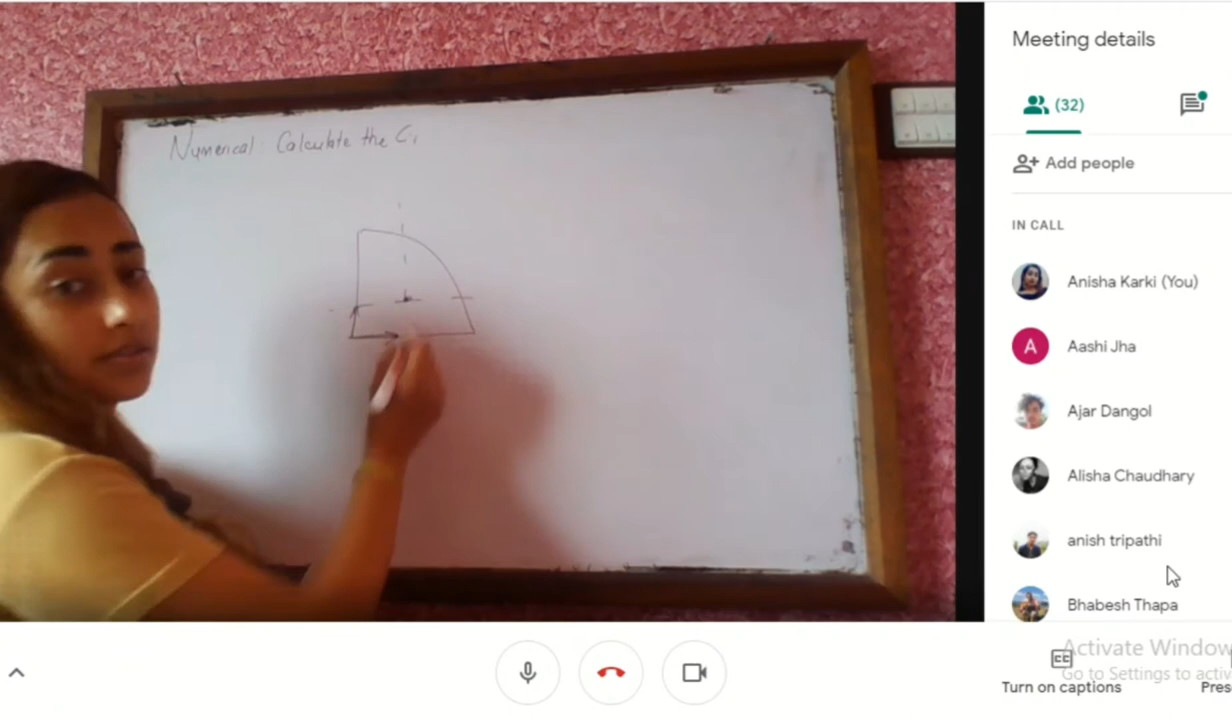 Meeting details
(32)
Add people
IN CALL
Anisha Karki (You)
Aashi Jha
A
Ajar Dangol
Alisha Chaudhary
anish tripathi
Bhabesh Thapa
Numerical: Calculate the C
Activate Window
Go to Settings to activ
CC
Turn on captions
Pres